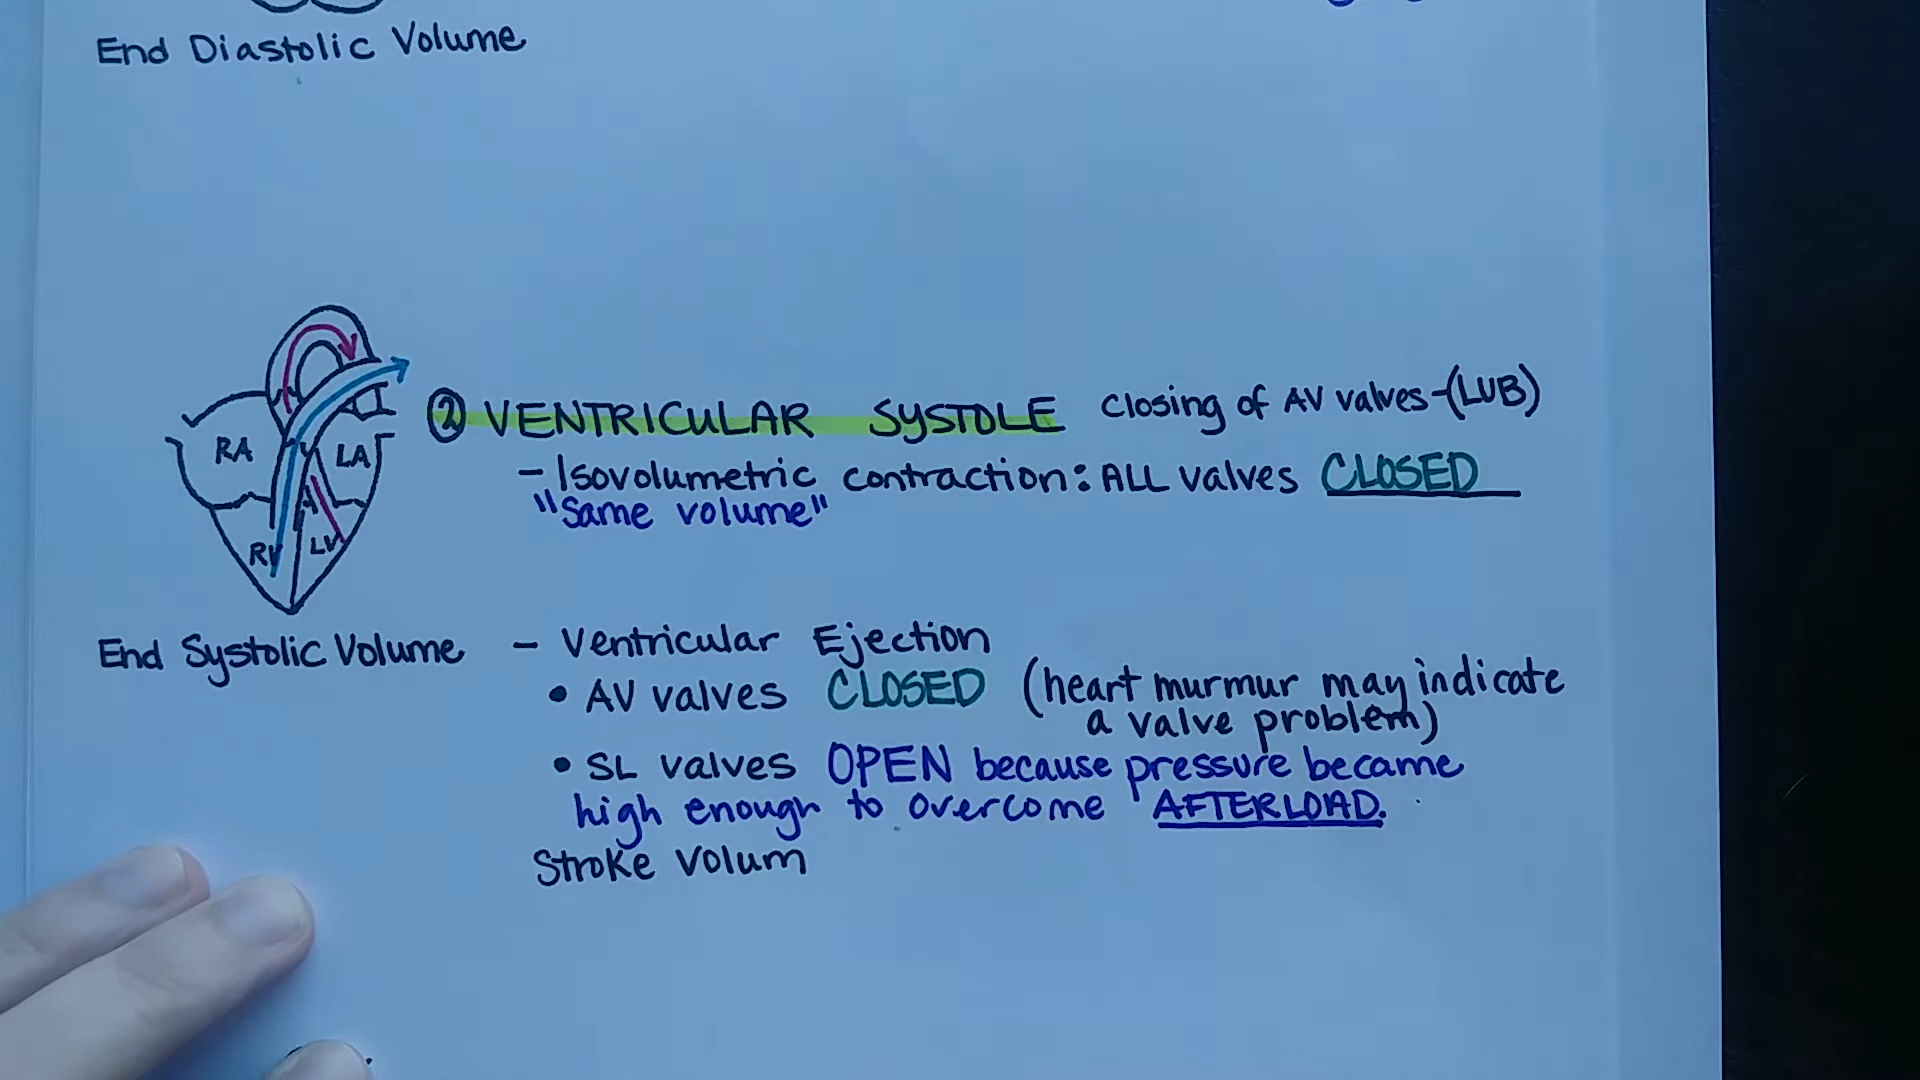 End Diastolic Volume
RA
LA
RV
LV
② VENTRICULAR SYSTOLE Closing of AV valves-(LUB)
- Isovolumetric contraction: ALL valves CLOSED
"Same volume"
End Systolic Volume
- Ventricular Ejection
• AV valves CLOSED (heart murmur may indicate
a valve problem)
• SL valves OPEN because pressure became
high enough to overcome AFTERLOAD.
Stroke Volum